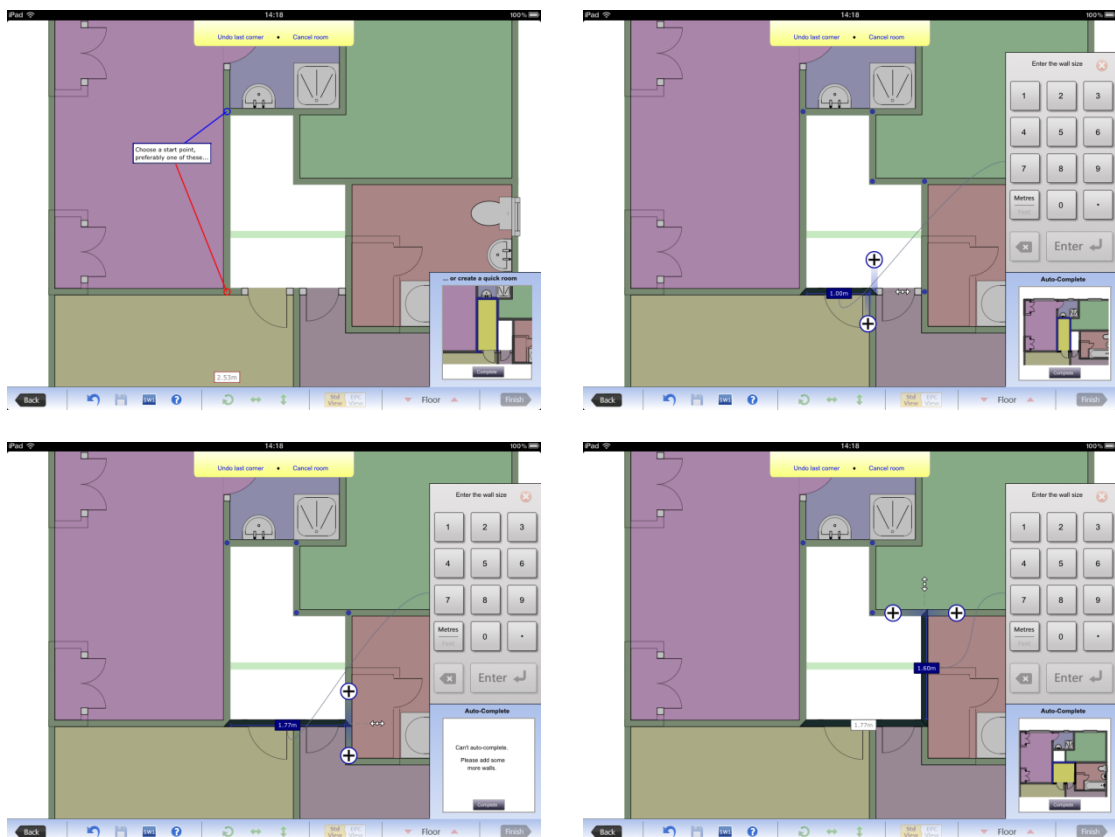 iPad 14:18 100%
Undo last corner • Cancel room
Choose a start point,
preferably one of these...
... or create a quick room
Complete
2.53m
Back SWS ? Std View EPC View Floor Finish
iPad 14:18 100%
Undo last corner • Cancel room
Enter the wall size
1 2 3
4 5 6
7 8 9
Metres
Feet
0 •
Enter
1.00m
Auto-Complete
Complete
Back ? Std View EPC View Floor Finish
iPad 14:18 100%
Undo last corner • Cancel room
Enter the wall size
1 2 3
4 5 6
7 8 9
Metres
0 •
Enter
1.77m
Auto-Complete
Can't auto-complete.
Please add some
more walls.
Complete
Back ? Std View EPC View Floor Finish
iPad 14:18 100%
Undo last corner • Cancel room
Enter the wall size
1 2 3
4 5 6
7 8 9
Metres
0 •
Enter
1.60m
1.77m
Auto-Complete
Complete
Back ? Std View EPC View Floor Finish